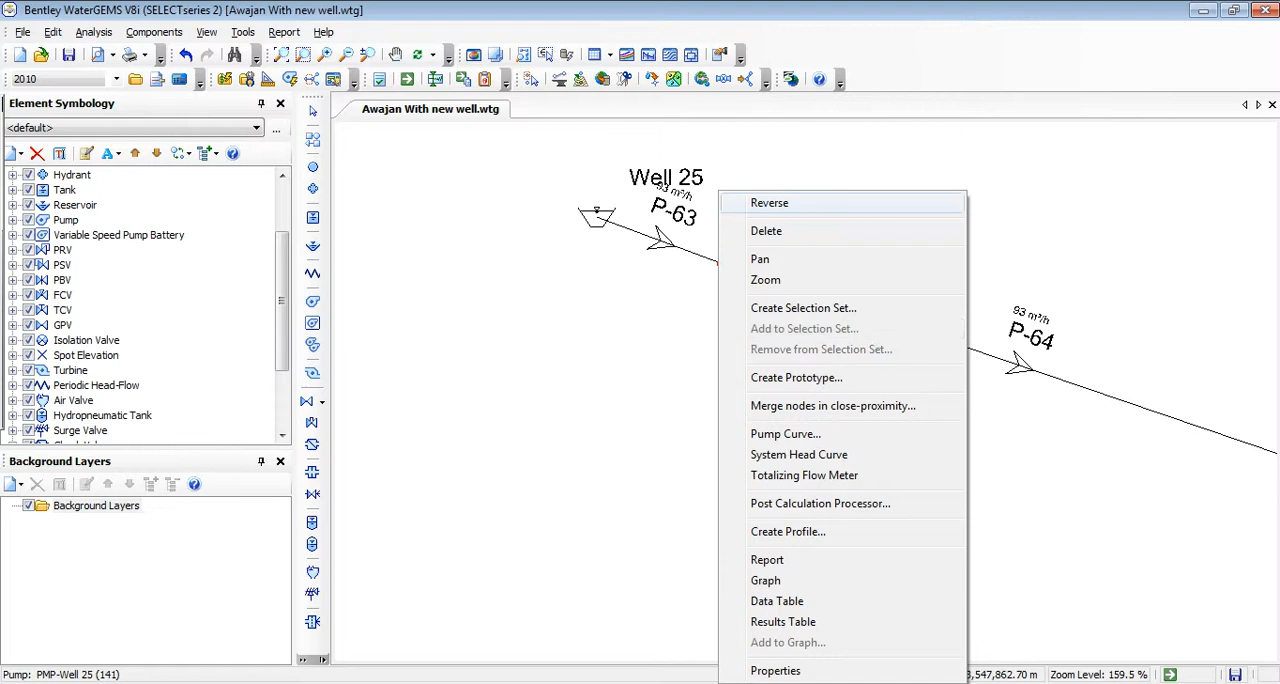 Bentley WaterGEMS V8i (SELECTseries 2) [Awajan With new well.wtg]
File Edit Analysis Components View Tools Report Help
2010
Element Symbology
<default>
Hydrant
Tank
Reservoir
Pump
Variable Speed Pump Battery
PRV
PSV
PBV
FCV
TCV
GPV
Isolation Valve
Spot Elevation
Turbine
Periodic Head-Flow
Air Valve
Hydropneumatic Tank
Surge Valve
Background Layers
Background Layers
Awajan With new well.wtg
Well 25
93 m³/h
P-63
93 m³/h
P-64
Reverse
Delete
Pan
Zoom
Create Selection Set...
Add to Selection Set...
Remove from Selection Set...
Create Prototype...
Merge nodes in close-proximity...
Pump Curve...
System Head Curve
Totalizing Flow Meter
Post Calculation Processor...
Create Profile...
Report
Graph
Data Table
Results Table
Add to Graph...
Properties
Pump: PMP-Well 25 (141)
3,547,862.70 m Zoom Level: 159.5 %